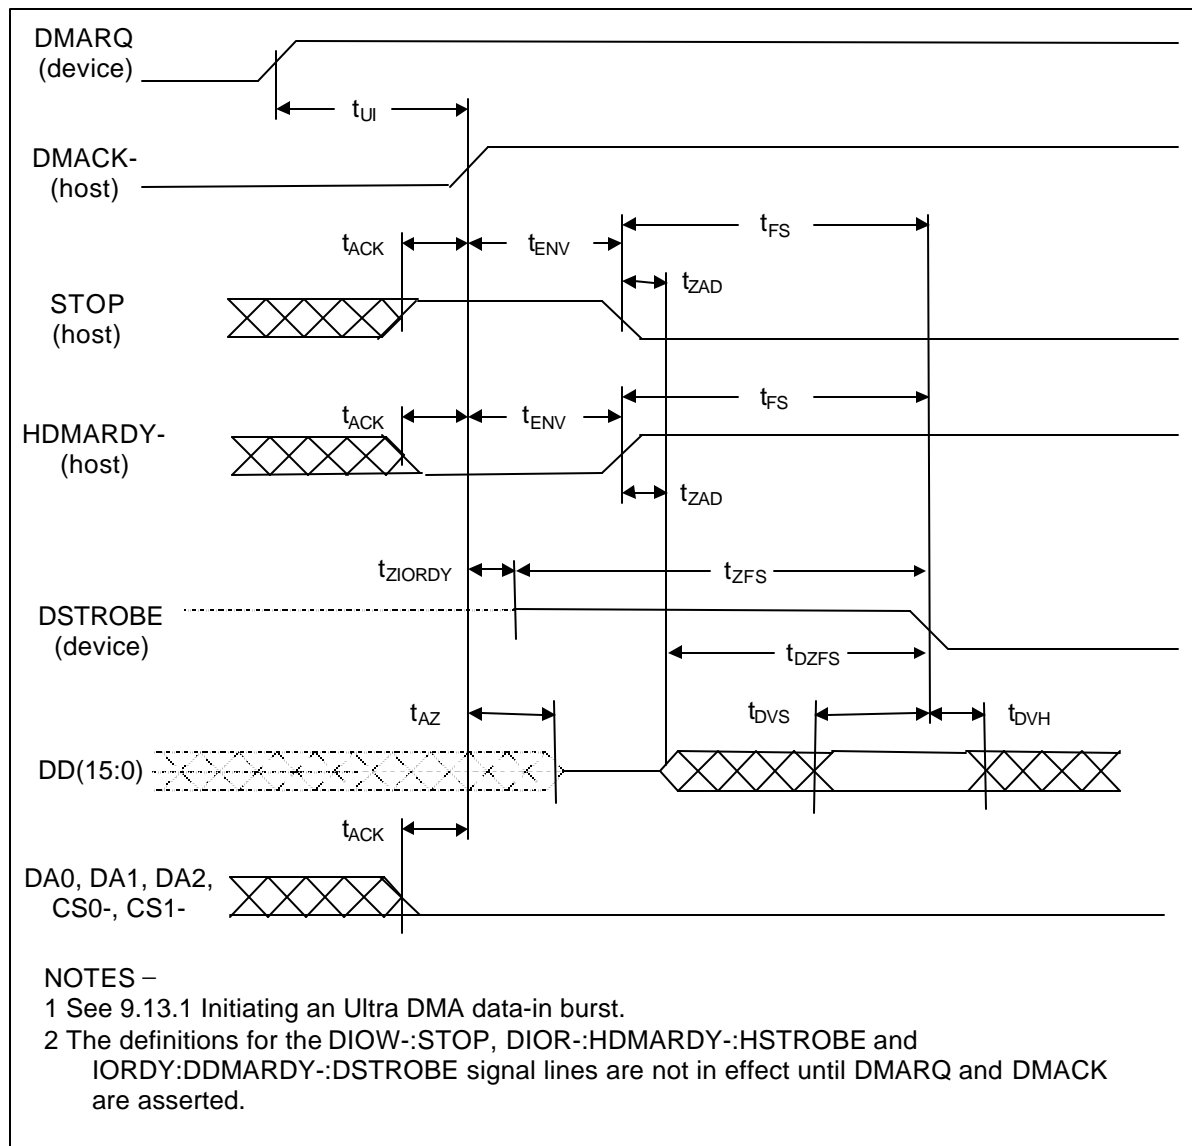 DMARQ
(device)
tUI
DMACK-
(host)
tFS
tACK
tENV
tZAD
STOP
(host)
tFS
tACK
tENV
HDMARDY-
(host)
tZAD
tZIORDY
tZFS
DSTROBE
(device)
tDZFS
tAZ
tDVS
tDVH
DD(15:0)
tACK
DA0, DA1, DA2,
CS0-, CS1-
NOTES –
1 See 9.13.1 Initiating an Ultra DMA data-in burst.
2 The definitions for the DIOW-:STOP, DIOR-:HDMARDY-:HSTROBE and
IORDY:DDMARDY-:DSTROBE signal lines are not in effect until DMARQ and DMACK
are asserted.